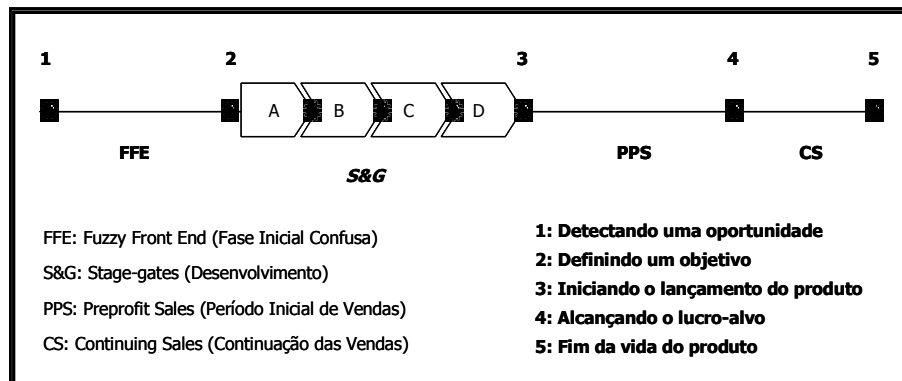 1 2 3 4 5
A B C D
FFE PPS CS
S&G
FFE: Fuzzy Front End (Fase Inicial Confusa)
S&G: Stage-gates (Desenvolvimento)
PPS: Preprofit Sales (Período Inicial de Vendas)
CS: Continuing Sales (Continuação das Vendas)
1: Detectando uma oportunidade
2: Definindo um objetivo
3: Iniciando o lançamento do produto
4: Alcançando o lucro-alvo
5: Fim da vida do produto